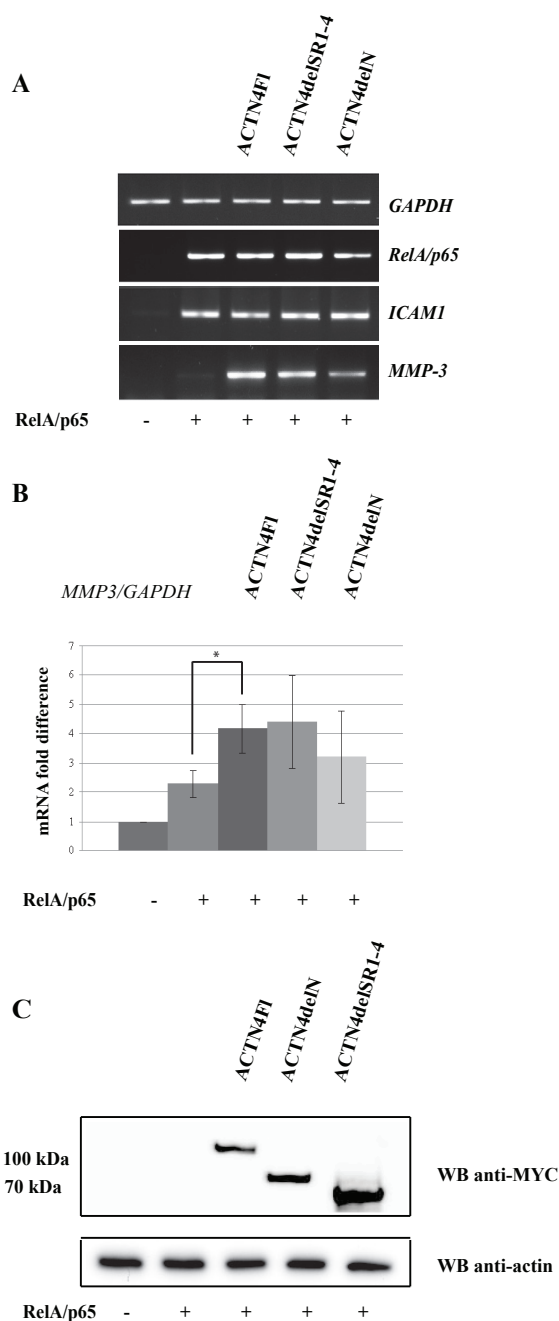 A
ACTN4Fl
ACTN4delSR1-4
ACTN4delN
GAPDH
RelA/p65
ICAM1
MMP-3
RelA/p65 - + + + +
B
MMP3/GAPDH
ACTN4Fl
ACTN4delSR1-4
ACTN4delN
mRNA fold difference
7
6
5
4
3
2
1
0
*
RelA/p65 - + + + +
C
ACTN4Fl
ACTN4delN
ACTN4delSR1-4
100 kDa
70 kDa
WB anti-MYC
WB anti-actin
RelA/p65 - + + + +